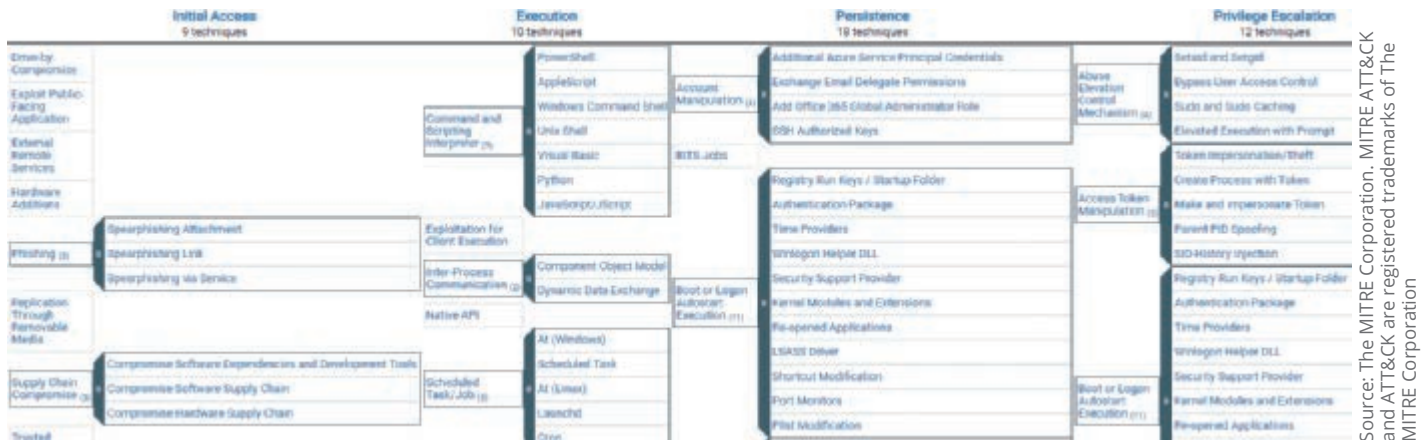 Initial Access
9 techniques
Drive-by
Compromise
Exploit Public-
Facing
Application
External
Remote
Services
Hardware
Additions
Phishing (3)
Spearphishing Attachment
Spearphishing Link
Spearphishing via Service
Replication
Through
Removable
Media
Supply Chain
Compromise (3)
Compromise Software Dependencies and Development Tools
Compromise Software Supply Chain
Compromise Hardware Supply Chain
Trusted
Execution
10 techniques
Command and
Scripting
Interpreter (7)
PowerShell
AppleScript
Windows Command Shell
Unix Shell
Visual Basic
Python
JavaScript/JScript
Exploitation for
Client Execution
Inter-Process
Communication (2)
Component Object Model
Dynamic Data Exchange
Native API
Scheduled
Task/Job (5)
At (Windows)
Scheduled Task
At (Linux)
Launchd
Cron
Persistence
18 techniques
Account
Manipulation (4)
Additional Azure Service Principal Credentials
Exchange Email Delegate Permissions
Add Office 365 Global Administrator Role
SSH Authorized Keys
BITS Jobs
Boot or Logon
Autostart
Execution (11)
Registry Run Keys / Startup Folder
Authentication Package
Time Providers
Winlogon Helper DLL
Security Support Provider
Kernel Modules and Extensions
Re-opened Applications
LSASS Driver
Shortcut Modification
Port Monitors
Plist Modification
Privilege Escalation
12 techniques
Abuse
Elevation
Control
Mechanism (4)
Setuid and Setgid
Bypass User Access Control
Sudo and Sudo Caching
Elevated Execution with Prompt
Access Token
Manipulation (5)
Token Impersonation/Theft
Create Process with Token
Make and Impersonate Token
Parent PID Spoofing
SID-History Injection
Boot or Logon
Autostart
Execution (11)
Registry Run Keys / Startup Folder
Authentication Package
Time Providers
Winlogon Helper DLL
Security Support Provider
Kernel Modules and Extensions
Re-opened Applications
Source: The MITRE Corporation. MITRE ATT&CK
and ATT&CK are registered trademarks of The
MITRE Corporation